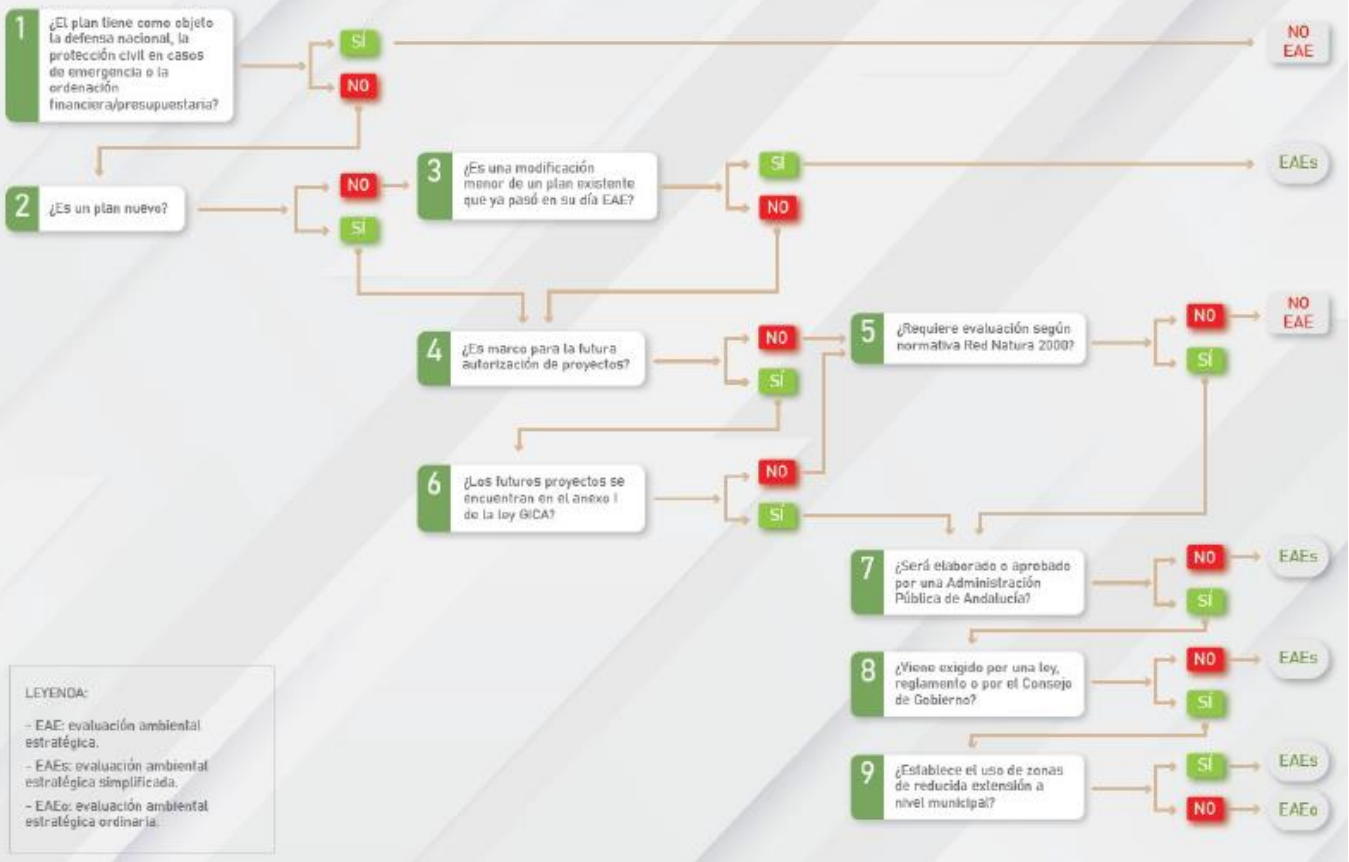 1
¿El plan tiene como objeto
la defensa nacional, la
protección civil en casos
de emergencia o la
ordenación
financiera/presupuestaria?
SÍ
NO
NO
EAE
2
¿Es un plan nuevo?
NO
SÍ
3
¿Es una modificación
menor de un plan existente
que ya pasó en su día EAE?
SÍ
NO
EAEs
4
¿Es marco para la futura
autorización de proyectos?
NO
SÍ
5
¿Requiere evaluación según
normativa Red Natura 2000?
NO
SÍ
NO
EAE
6
¿Los futuros proyectos se
encuentran en el anexo I
de la ley GICA?
NO
SÍ
7
¿Será elaborado o aprobado
por una Administración
Pública de Andalucía?
NO
SÍ
EAEs
8
¿Viene exigido por una ley,
reglamento o por el Consejo
de Gobierno?
NO
SÍ
EAEs
9
¿Establece el uso de zonas
de reducida extensión a
nivel municipal?
SÍ
NO
EAEs
EAEo
LEYENDA:
- EAE: evaluación ambiental
estratégica.
- EAEs: evaluación ambiental
estratégica simplificada.
- EAEo: evaluación ambiental
estratégica ordinaria.